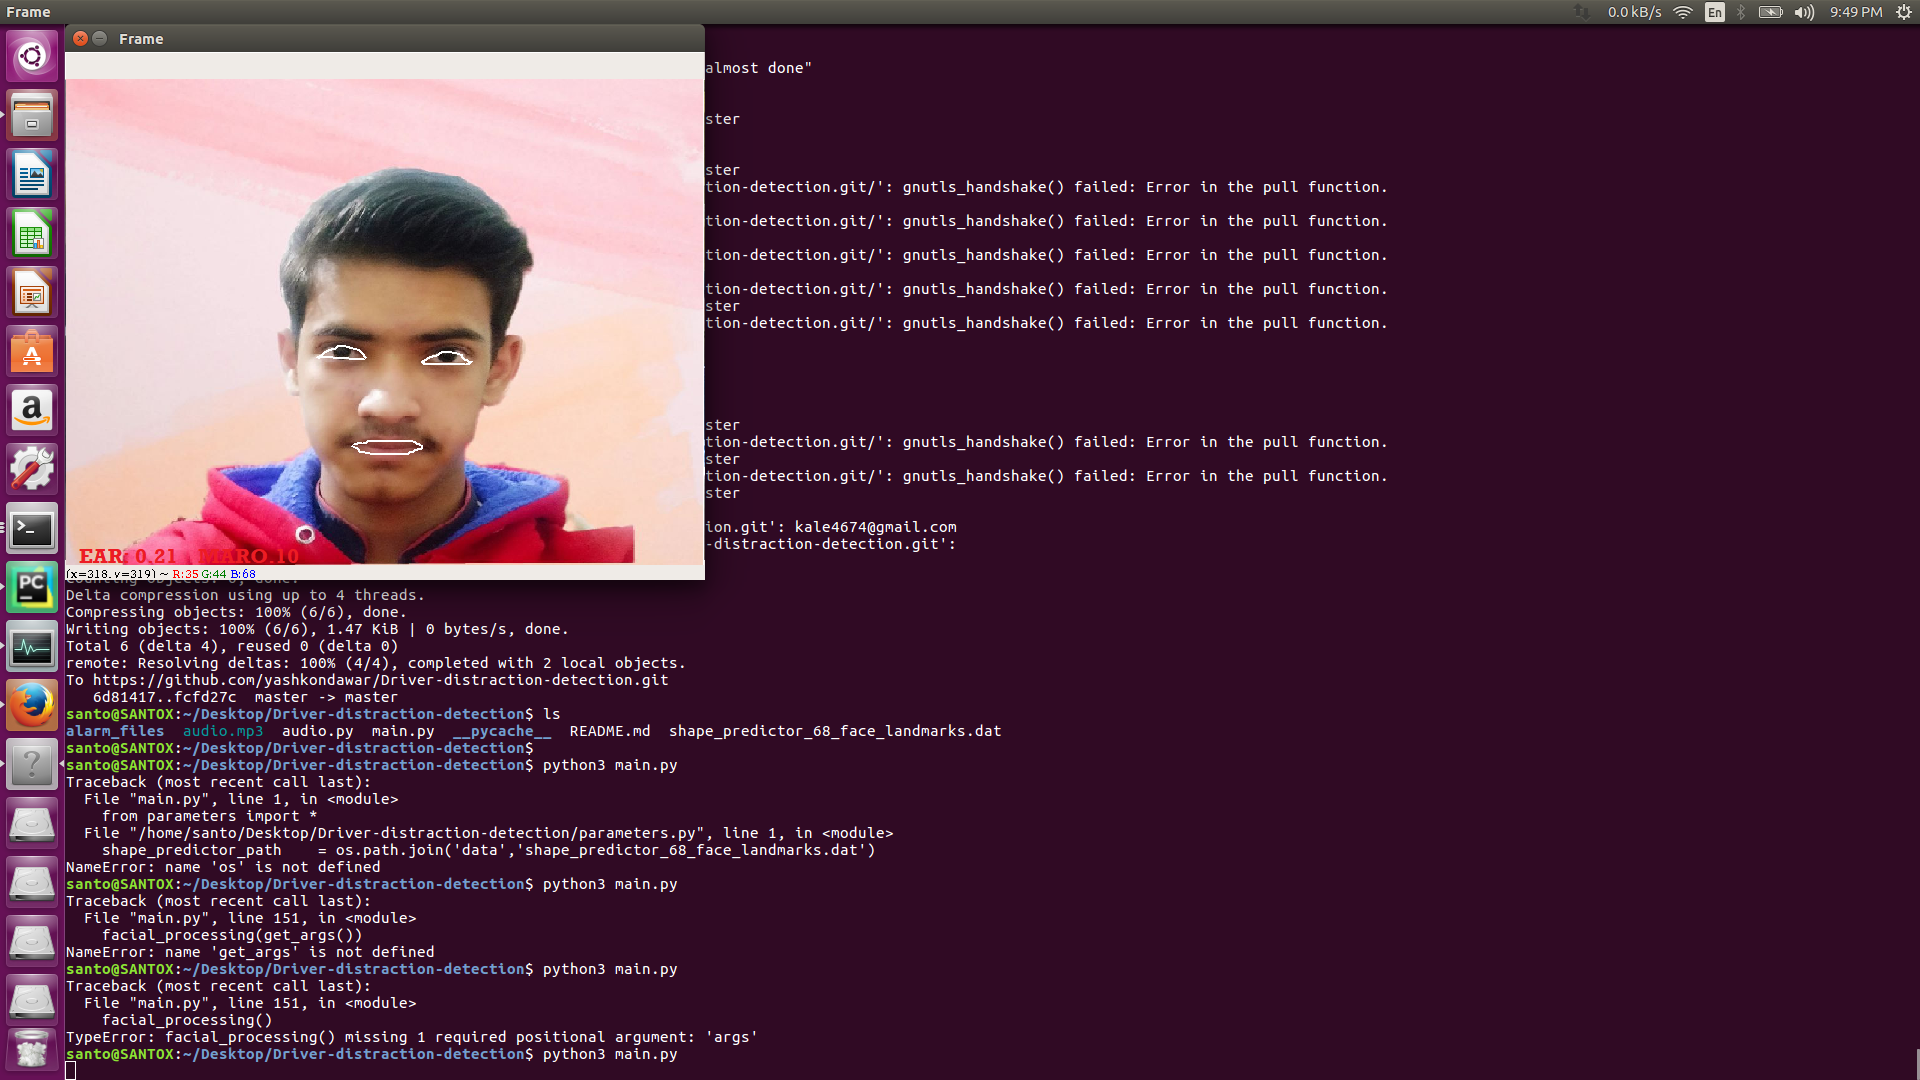 Frame
0.0 kB/s
En
9:49 PM
Frame
almost done"
ster
ster
tion-detection.git/': gnutls_handshake() failed: Error in the pull function.
tion-detection.git/': gnutls_handshake() failed: Error in the pull function.
tion-detection.git/': gnutls_handshake() failed: Error in the pull function.
tion-detection.git/': gnutls_handshake() failed: Error in the pull function.
ster
tion-detection.git/': gnutls_handshake() failed: Error in the pull function.
ster
tion-detection.git/': gnutls_handshake() failed: Error in the pull function.
ster
tion-detection.git/': gnutls_handshake() failed: Error in the pull function.
ster
ion.git': kale4674@gmail.com
-distraction-detection.git':
EAR: 0.21 MARO.10
(x=318, y=319) ~ R:35 G:44 B:68
Delta compression using up to 4 threads.
Compressing objects: 100% (6/6), done.
Writing objects: 100% (6/6), 1.47 KiB | 0 bytes/s, done.
Total 6 (delta 4), reused 0 (delta 0)
remote: Resolving deltas: 100% (4/4), completed with 2 local objects.
To https://github.com/yashkondawar/Driver-distraction-detection.git
   6d81417..fcfd27c  master -> master
santo@SANTOX:~/Desktop/Driver-distraction-detection$ ls
alarm_files  audio.mp3  audio.py  main.py  __pycache__  README.md  shape_predictor_68_face_landmarks.dat
santo@SANTOX:~/Desktop/Driver-distraction-detection$
santo@SANTOX:~/Desktop/Driver-distraction-detection$ python3 main.py
Traceback (most recent call last):
  File "main.py", line 1, in <module>
    from parameters import *
  File "/home/santo/Desktop/Driver-distraction-detection/parameters.py", line 1, in <module>
    shape_predictor_path    = os.path.join('data','shape_predictor_68_face_landmarks.dat')
NameError: name 'os' is not defined
santo@SANTOX:~/Desktop/Driver-distraction-detection$ python3 main.py
Traceback (most recent call last):
  File "main.py", line 151, in <module>
    facial_processing(get_args())
NameError: name 'get_args' is not defined
santo@SANTOX:~/Desktop/Driver-distraction-detection$ python3 main.py
Traceback (most recent call last):
  File "main.py", line 151, in <module>
    facial_processing()
TypeError: facial_processing() missing 1 required positional argument: 'args'
santo@SANTOX:~/Desktop/Driver-distraction-detection$ python3 main.py